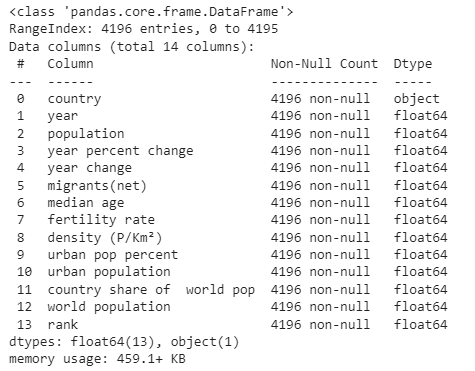 <class 'pandas.core.frame.DataFrame'>
RangeIndex: 4196 entries, 0 to 4195
Data columns (total 14 columns):
 #   Column                      Non-Null Count  Dtype
---  ------                      --------------  -----
 0   country                     4196 non-null   object
 1   year                        4196 non-null   float64
 2   population                  4196 non-null   float64
 3   year percent change         4196 non-null   float64
 4   year change                 4196 non-null   float64
 5   migrants(net)               4196 non-null   float64
 6   median age                  4196 non-null   float64
 7   fertility rate              4196 non-null   float64
 8   density (P/Km²)             4196 non-null   float64
 9   urban pop percent           4196 non-null   float64
 10  urban population            4196 non-null   float64
 11  country share of  world pop  4196 non-null   float64
 12  world population            4196 non-null   float64
 13  rank                        4196 non-null   float64
dtypes: float64(13), object(1)
memory usage: 459.1+ KB